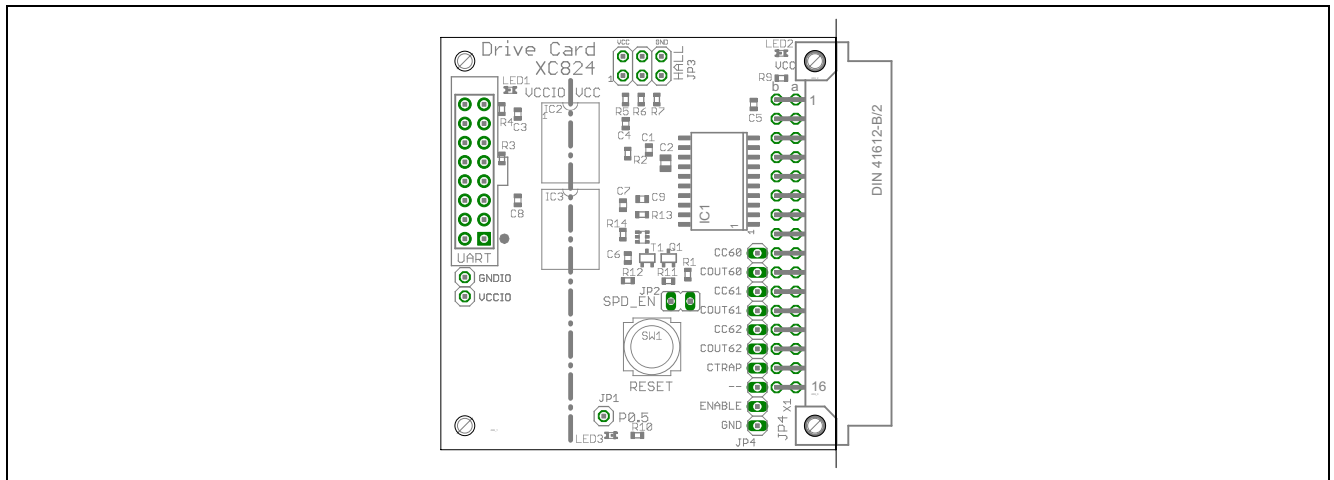 Drive Card
XC824
VCC GND
1
HALL
JP3
LED2
VCC
R9
b a
1
LED1
VCCIO VCC
IC2
1
R4
C3
R3
C8
R5 R6 R7
C4
C1
R2
C2
C5
IC1
1
1
DIN 41612-B/2
IC3
C7
C9
R13
R14
C6
T1 Q1
R12
R11
R1
UART
GNDIO
VCCIO
JP2
SPD_EN
SW1
RESET
JP1
P0.5
LED3
R10
CC60
COUT60
CC61
COUT61
CC62
COUT62
CTRAP
--
ENABLE
GND
JP4
16
X1
JP4